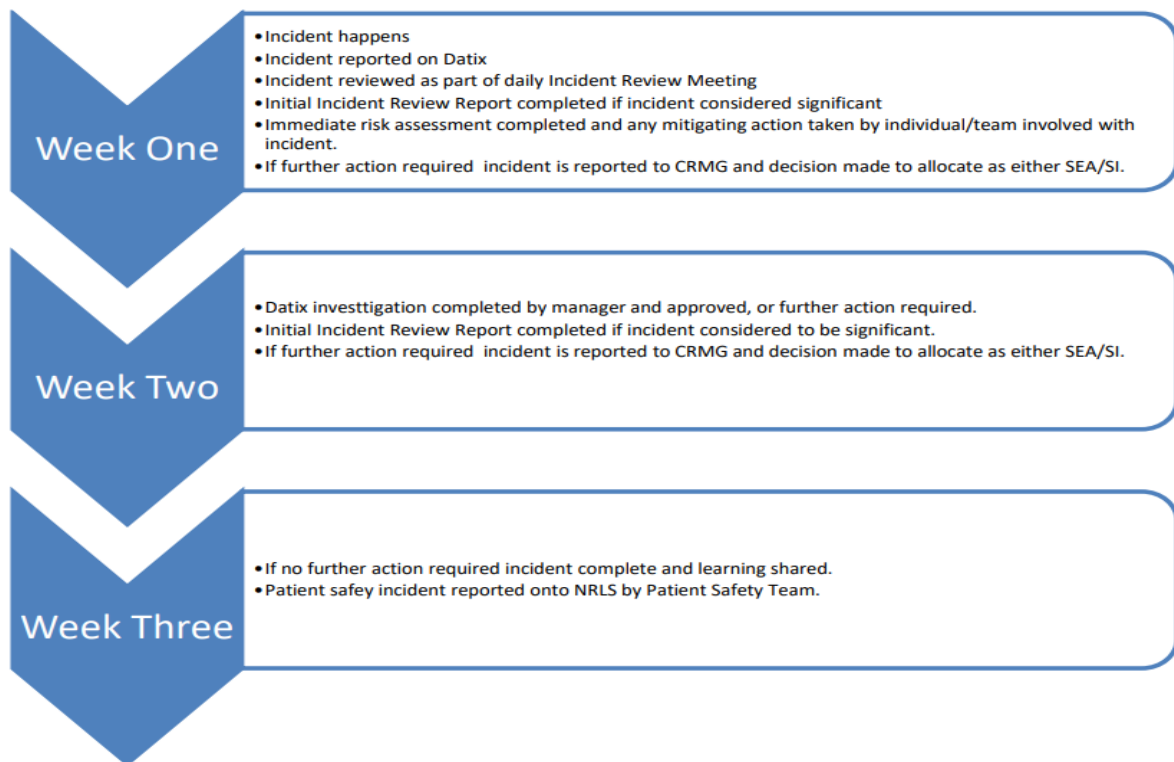 Week One
•Incident happens
•Incident reported on Datix
•Incident reviewed as part of daily Incident Review Meeting
•Initial Incident Review Report completed if incident considered significant
•Immediate risk assessment completed and any mitigating action taken by individual/team involved with
incident.
•If further action required  incident is reported to CRMG and decision made to allocate as either SEA/SI.
Week Two
•Datix investtigation completed by manager and approved, or further action required.
•Initial Incident Review Report completed if incident considered to be significant.
•If further action required  incident is reported to CRMG and decision made to allocate as either SEA/SI.
Week Three
•If no further action required incident complete and learning shared.
•Patient safey incident reported onto NRLS by Patient Safety Team.